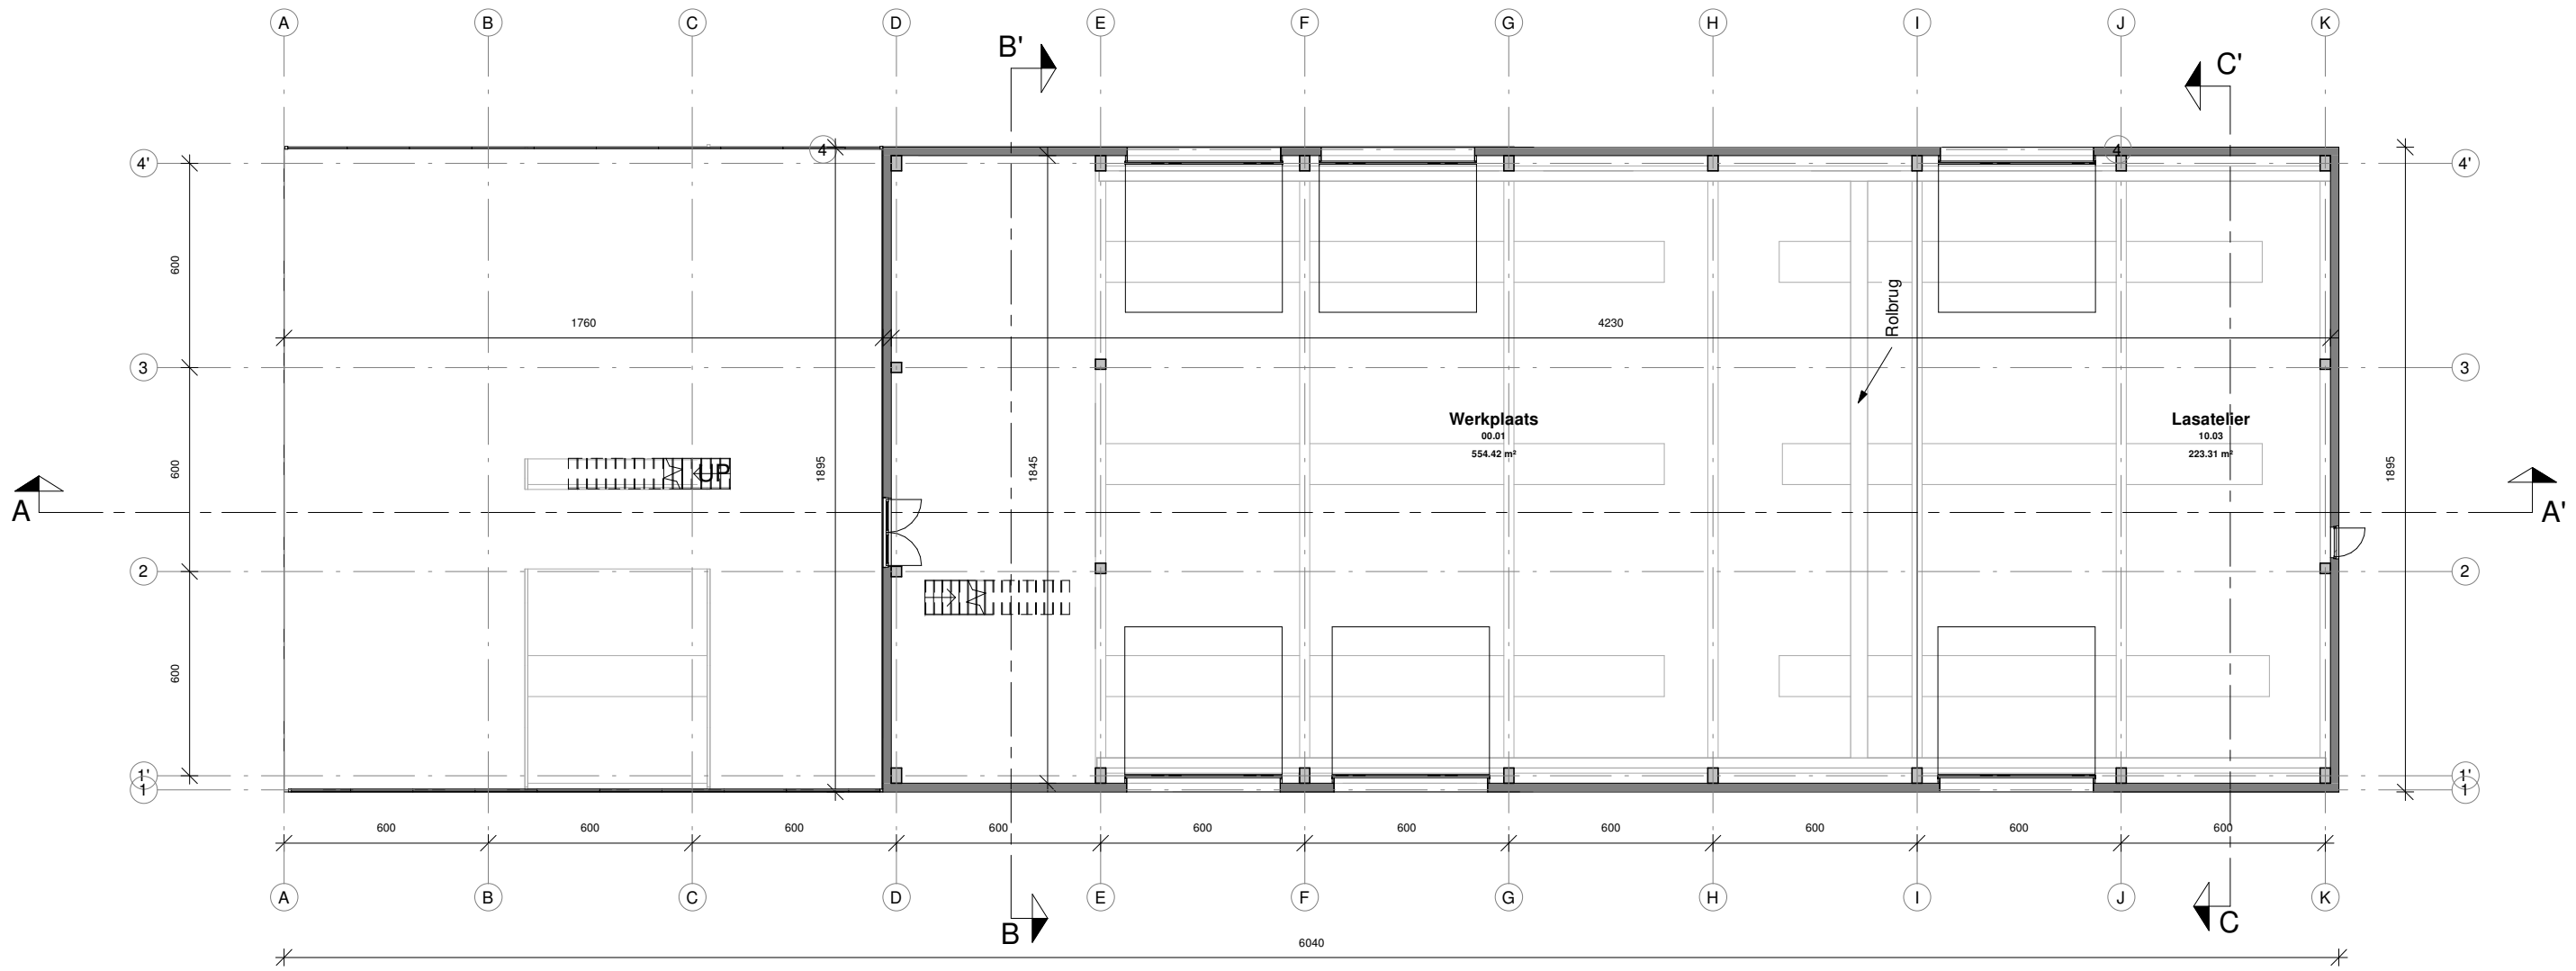 A B C D E F G H I J K
B'
C'
4'
4
4
4'
600
1760
4230
Rolbrug
3
3
Werkplaats
00.01
554.42 m²
Lasatelier
10.03
223.31 m²
600
UP
1895
1845
1895
A
A'
2
2
600
1'
1
1'
1
600 600 600 600 600 600 600 600 600 600
A B C D E F G H I J K
B
C
6040